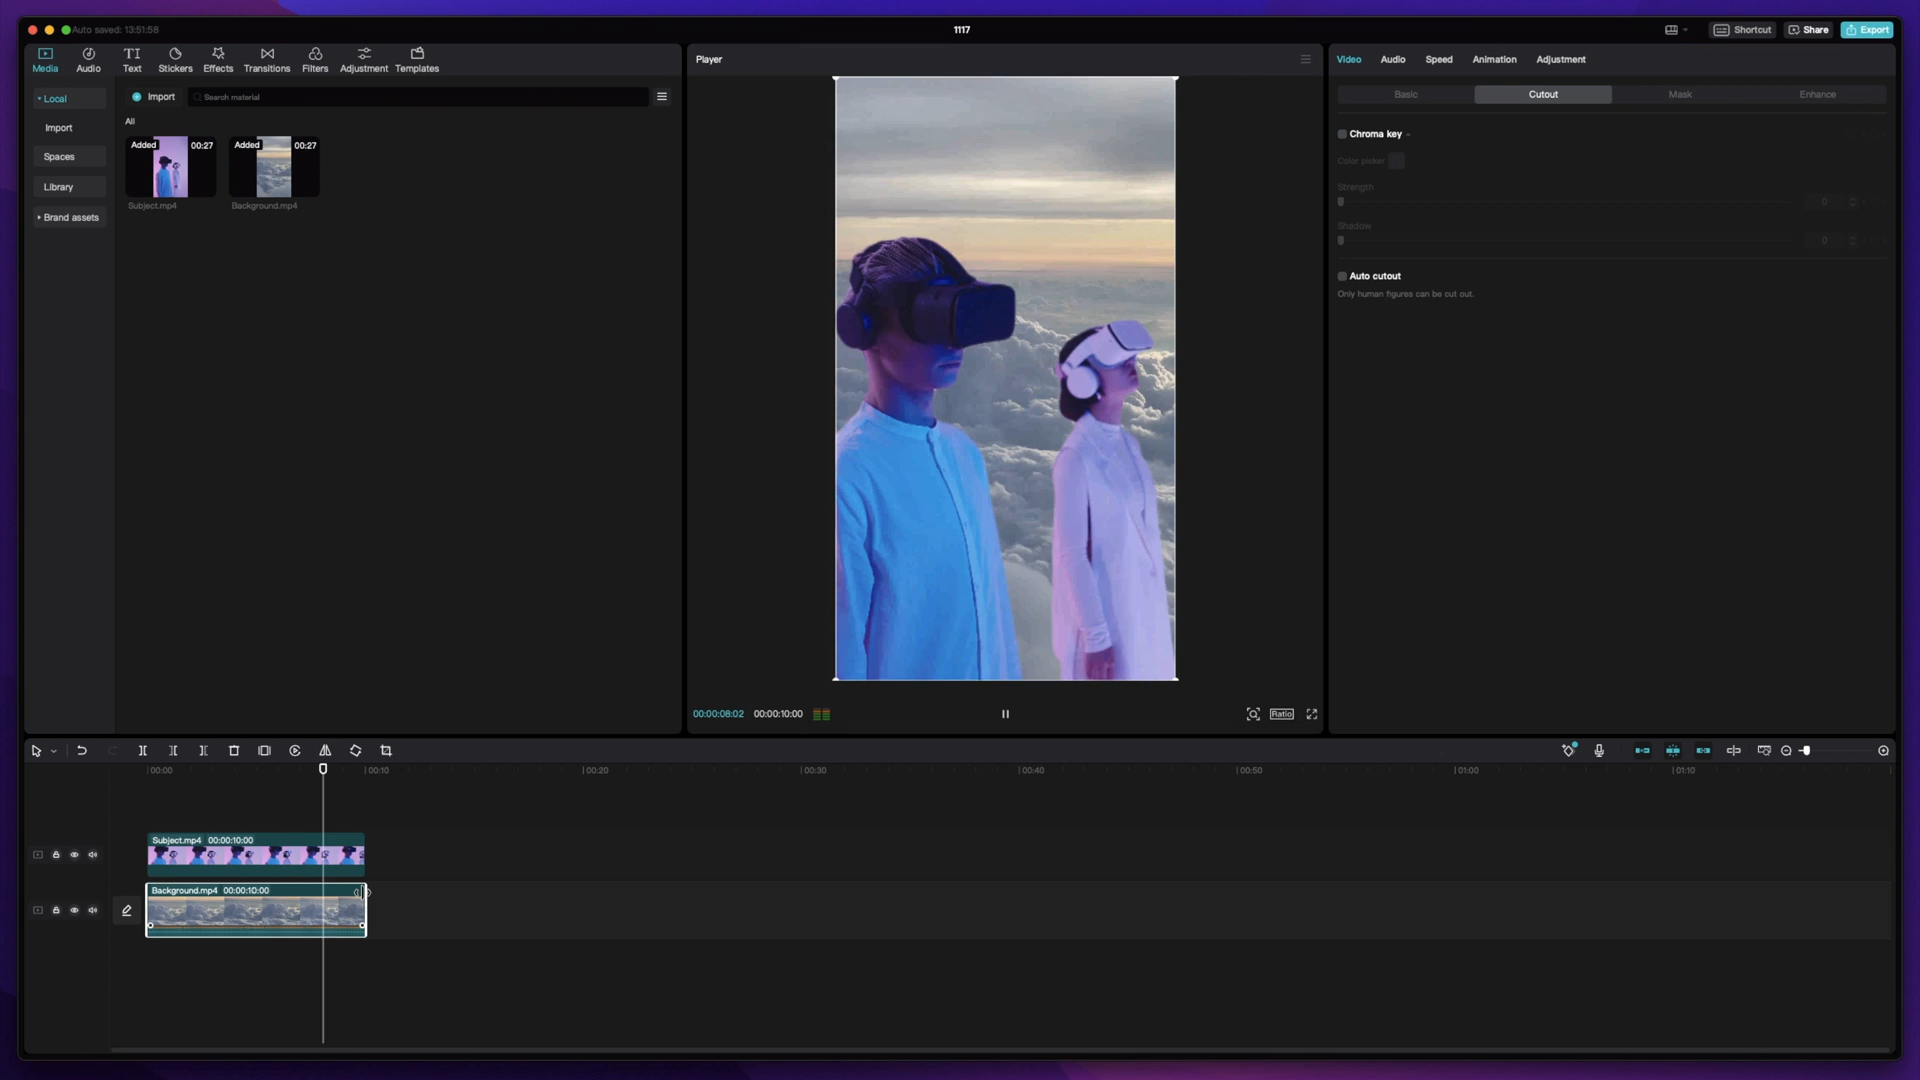 Auto saved: 13:51:58
1117
Shortcut
Share
Export
Media
Audio
Text
Stickers
Effects
Transitions
Filters
Adjustment
Templates
Local
Import
Spaces
Library
Brand assets
Import
Search material
All
Added 00:27
Subject.mp4
Added 00:27
Background.mp4
Player
00:00:08:02 00:00:10:00
Ratio
Video
Audio
Speed
Animation
Adjustment
Basic
Cutout
Mask
Enhance
Chroma key
Color picker
Strength
0
Shadow
0
Auto cutout
Only human figures can be cut out.
00:00
00:10
00:20
00:30
00:40
00:50
01:00
01:10
Subject.mp4 00:00:10:00
Background.mp4 00:00:10:00